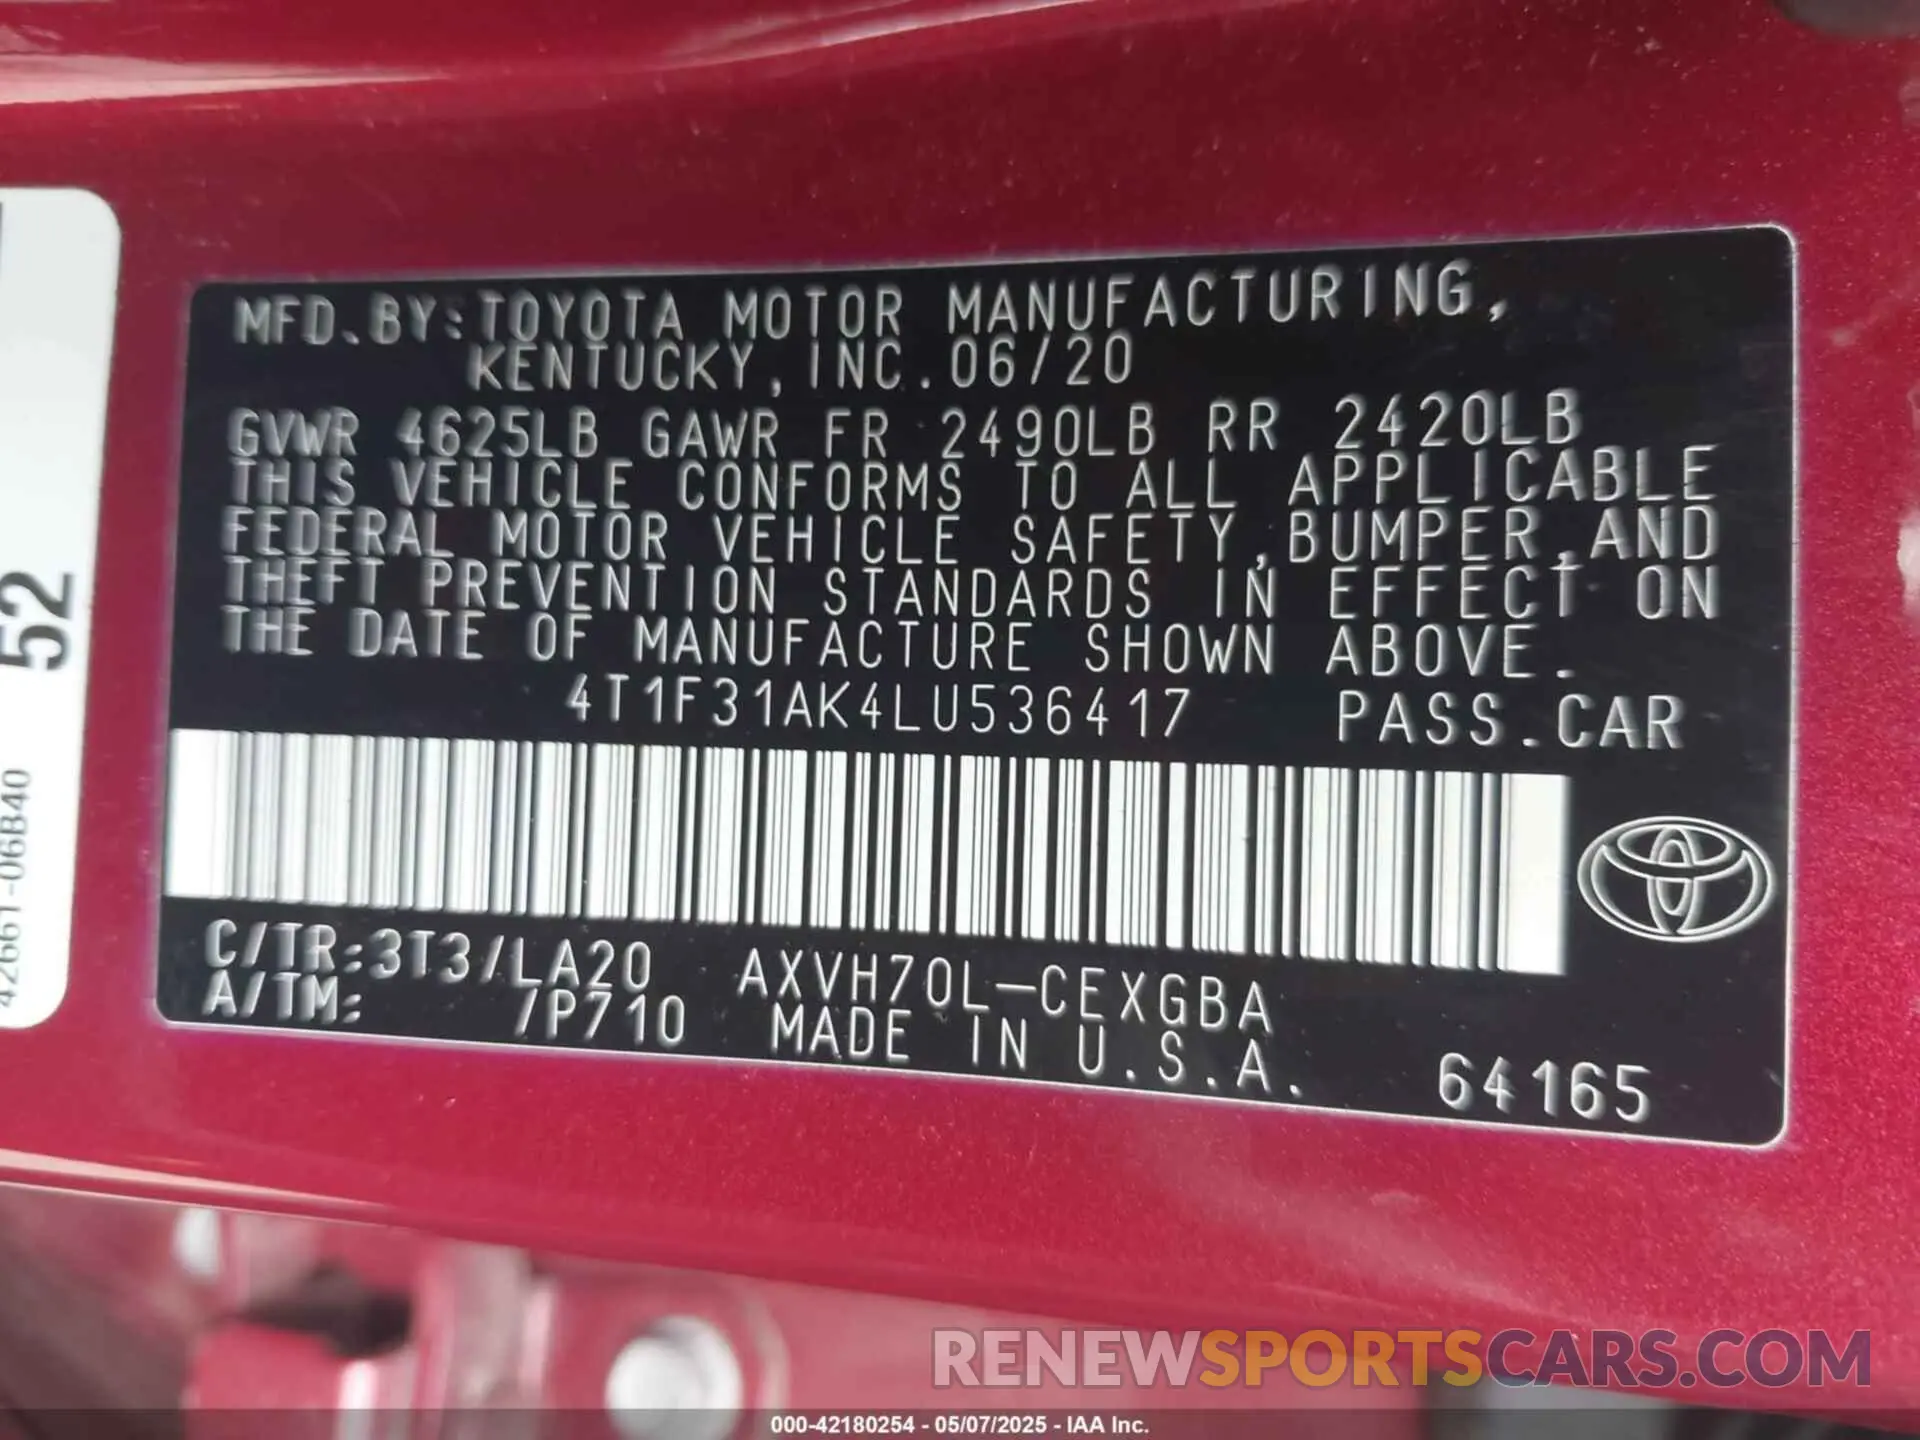 MFD.BY:TOYOTA MOTOR MANUFACTURING,
KENTUCKY, INC. 06/20
GVWR 4625LB GAWR FR 2490LB RR 2420LB
THIS VEHICLE CONFORMS TO ALL APPLICABLE
FEDERAL MOTOR VEHICLE SAFETY,BUMPER,AND
THEFT PREVENTION STANDARDS IN EFFECT ON
THE DATE OF MANUFACTURE SHOWN ABOVE.
4T1F31AK4LU536417 PASS.CAR
C/TR:3T3/LA20 AXVH70L-CEXGBA
A/TM: /P710 MADE IN U.S.A. 64165
52
42661-06B40
RENEWSPORTSCARS.COM
000-42180254 - 05/07/2025 - IAA Inc.